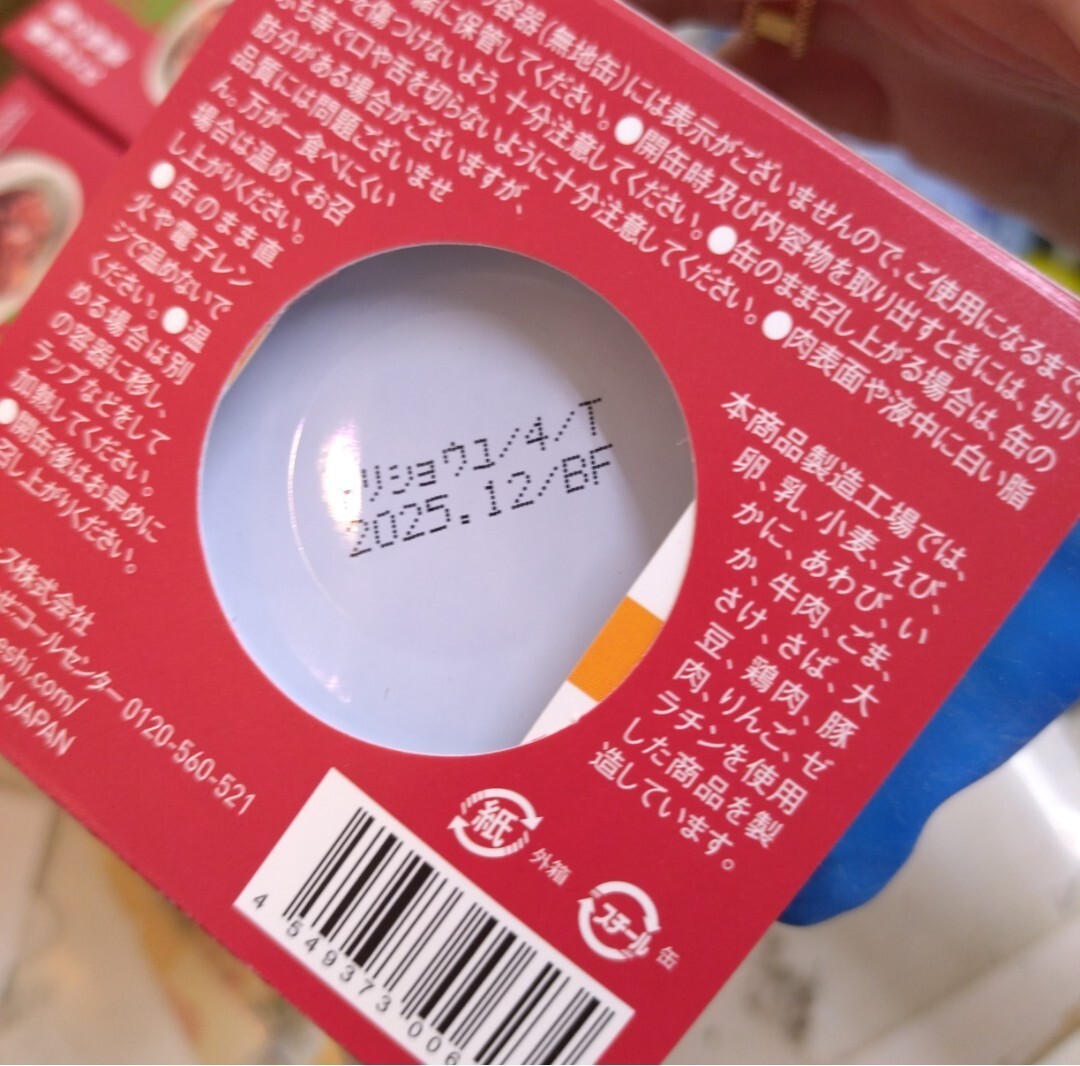 容器(無地缶)には表示がございませんので、ご使用になるまで
に保管してください。●開缶時及び内容物を取り出すときには、切り
を傷つけないよう、十分注意してください。●缶のまま召し上がる場合は、缶の
ふち等で口や舌を切らないように十分注意してください。●肉表面や液中に白い脂
肪分がある場合がございますが、
品質には問題ございませ
ん。万が一食べにくい
場合は温めてお召
し上がりください。
●缶のまま直
火や電子レン
ジで温めないで
ください。●温
める場合は別
の容器に移し、
ラップなどをして
加熱してください。
●開缶後はお早めに
召し上がりください。
リショウ1/4/T
2025.12/BF
本商品製造工場では、
卵、乳、小麦、えび、
かに、あわび、い
か、牛肉、ごま、
さけ、さば、大
豆、鶏肉、豚
肉、りんご、ゼ
ラチンを使用
した商品を製
造しています。
ス株式会社
ゼコールセンター 0120-560-521
eshi.com/
N JAPAN
紙
外箱
スチール
缶
4 549373 006